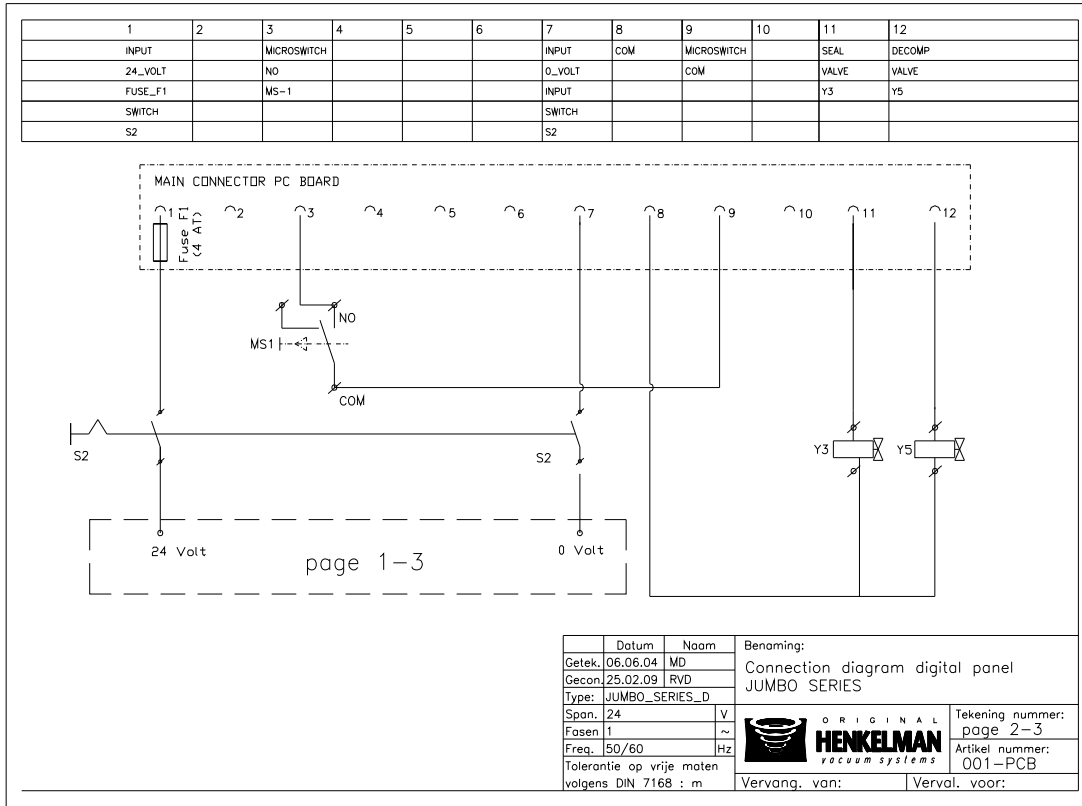 1 2 3 4 5 6 7 8 9 10 11 12
INPUT MICROSWITCH INPUT COM MICROSWITCH SEAL DECOMP
24_VOLT NO 0_VOLT COM VALVE VALVE
FUSE_F1 MS-1 INPUT Y3 Y5
SWITCH SWITCH
S2 S2
MAIN CONNECTOR PC BOARD
1 2 3 4 5 6 7 8 9 10 11 12
Fuse F1
(4 AT)
NO
MS1
COM
S2 S2
Y3 Y5
24 Volt 0 Volt
page 1-3
Datum Naam
Getek. 06.06.04 MD
Gecon. 25.02.09 RVD
Type: JUMBO_SERIES_D
Span. 24 V
Fasen 1 ~
Freq. 50/60 Hz
Tolerantie op vrije maten
volgens DIN 7168 : m
Benaming:
Connection diagram digital panel
JUMBO SERIES
ORIGINAL
HENKELMAN
vacuum systems
Tekening nummer:
page 2-3
Artikel nummer:
001-PCB
Vervang. van: Verval. voor: